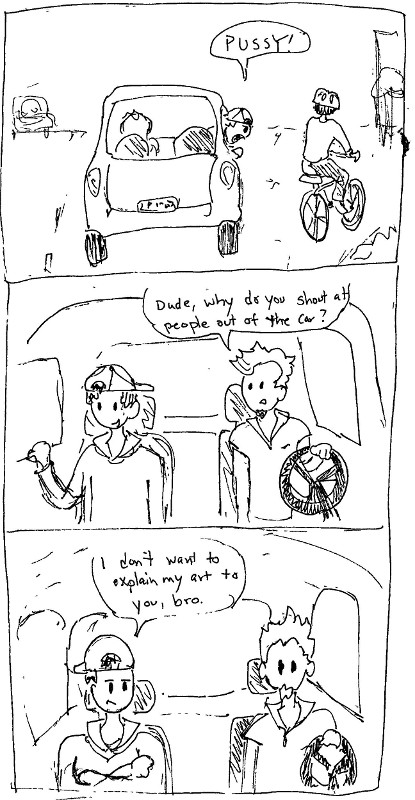 PUSSY!
Dude, why do you shout at
people out of the car?
I don't want to
explain my art to
you, bro.